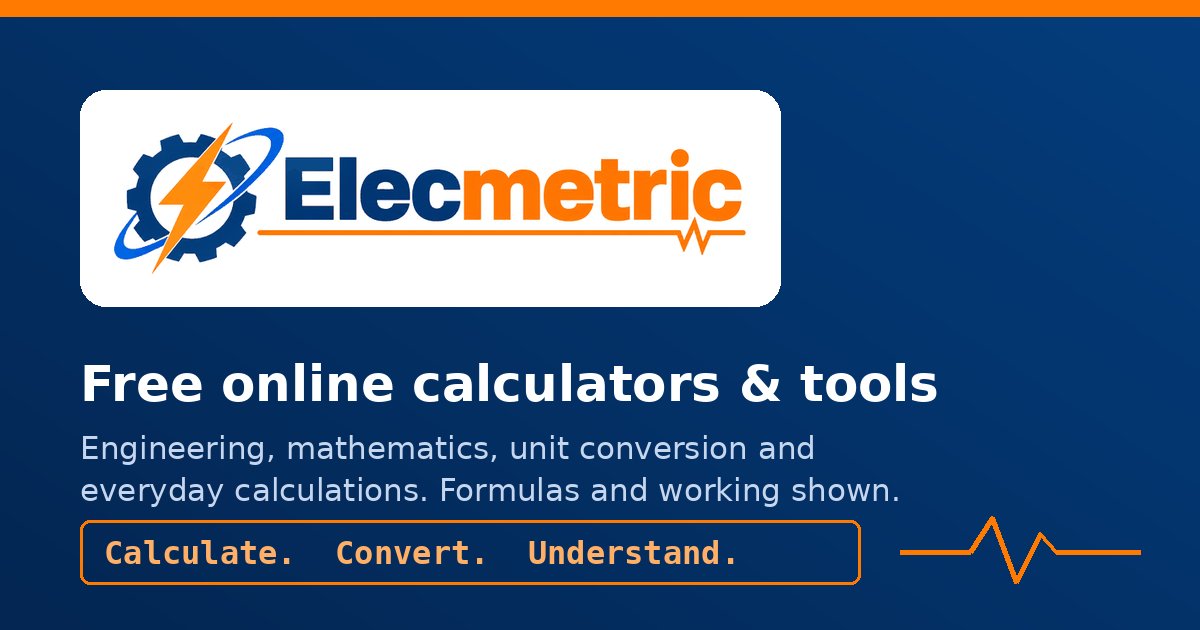 Elecmetric
Free online calculators & tools
Engineering, mathematics, unit conversion and
everyday calculations. Formulas and working shown.
Calculate. Convert. Understand.